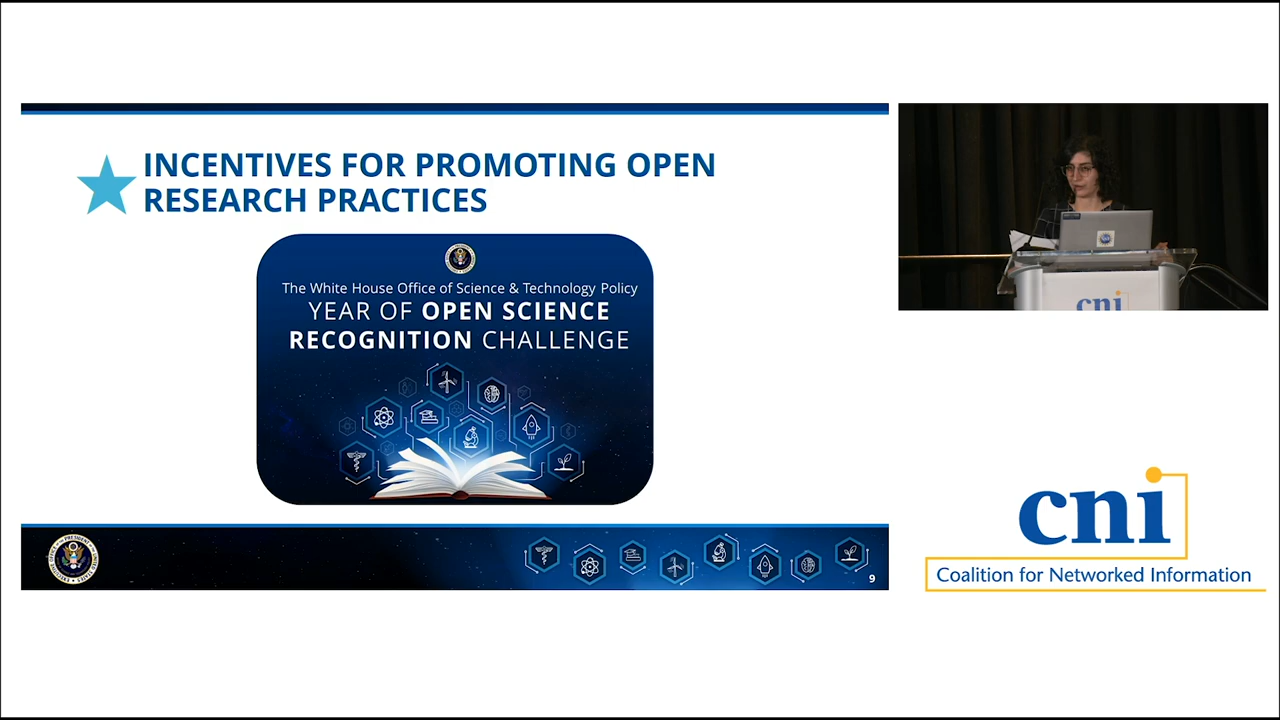 INCENTIVES FOR PROMOTING OPEN
RESEARCH PRACTICES
The White House Office of Science & Technology Policy
YEAR OF OPEN SCIENCE
RECOGNITION CHALLENGE
9
cni
cni
Coalition for Networked Information